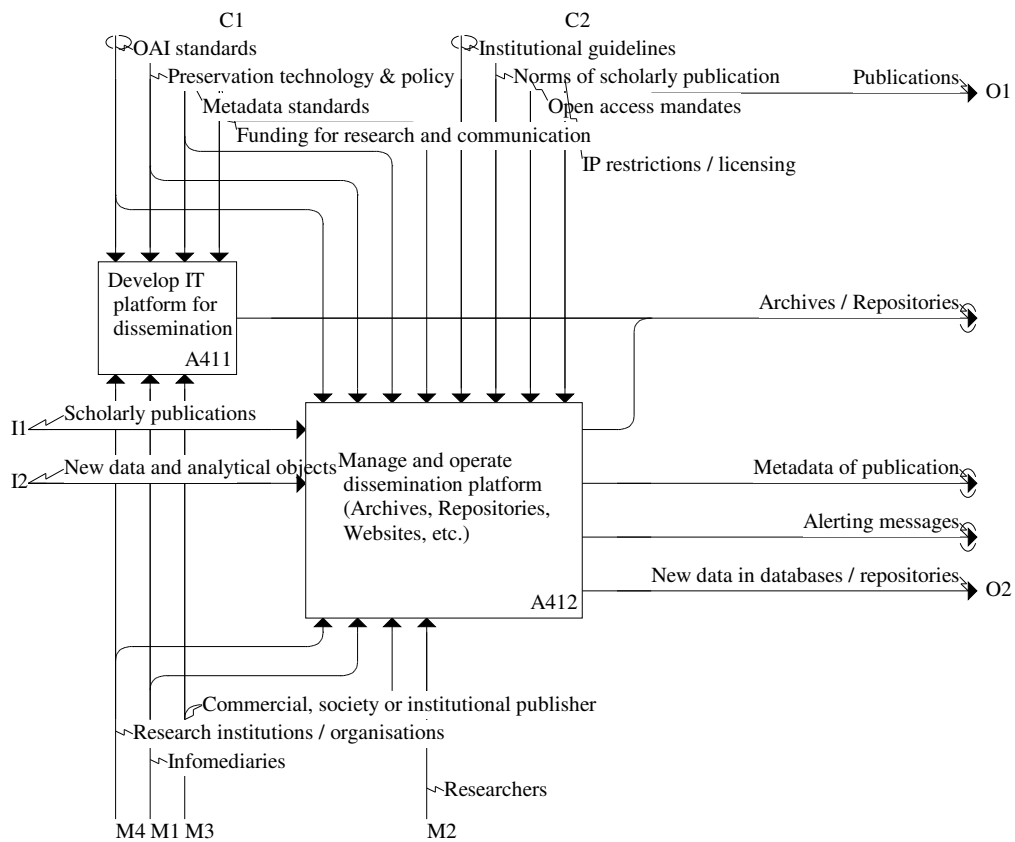 C1
C2
OAI standards
Institutional guidelines
Preservation technology & policy
Norms of scholarly publication
Publications
O1
Metadata standards
Open access mandates
Funding for research and communication
IP restrictions / licensing
Develop IT
platform for
dissemination
A411
Archives / Repositories
I1
Scholarly publications
I2
New data and analytical objects
Manage and operate
dissemination platform
(Archives, Repositories,
Websites, etc.)
A412
Metadata of publication
Alerting messages
New data in databases / repositories
O2
Commercial, society or institutional publisher
Research institutions / organisations
Infomediaries
Researchers
M4 M1 M3
M2